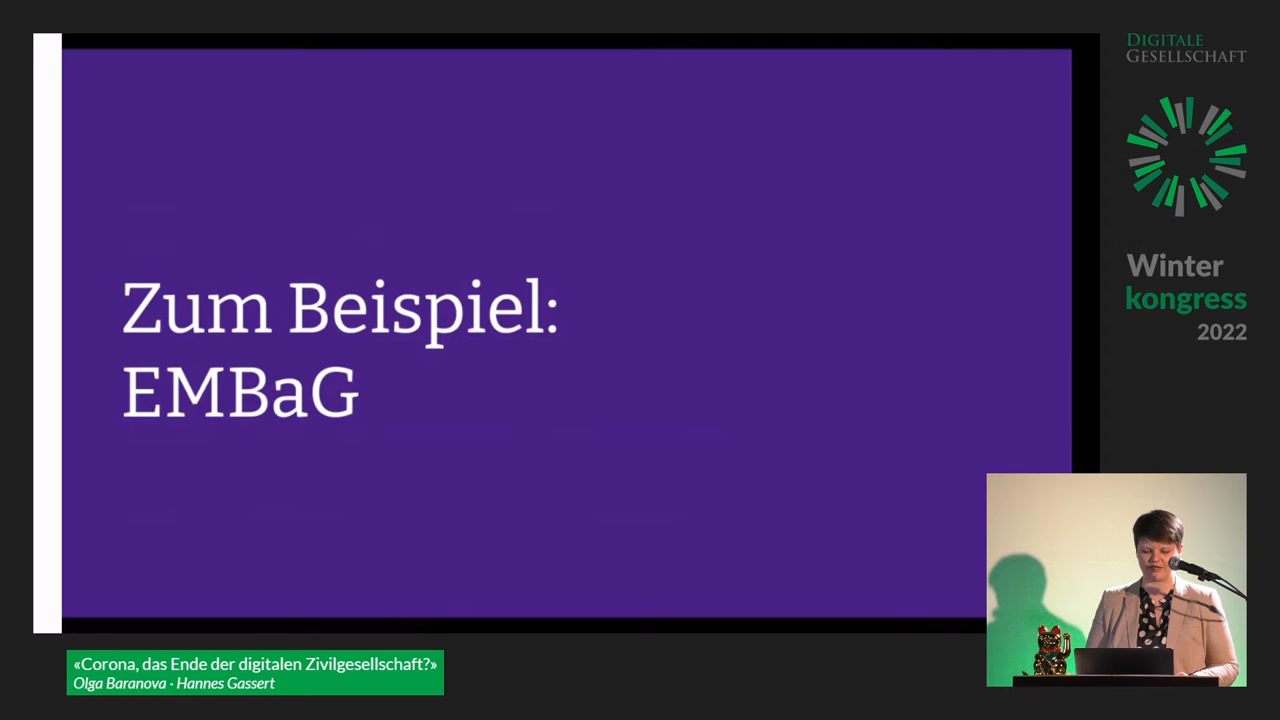 Zum Beispiel:
EMBaG
DIGITALE
GESELLSCHAFT
Winter
kongress
2022
«Corona, das Ende der digitalen Zivilgesellschaft?»
Olga Baranova · Hannes Gassert